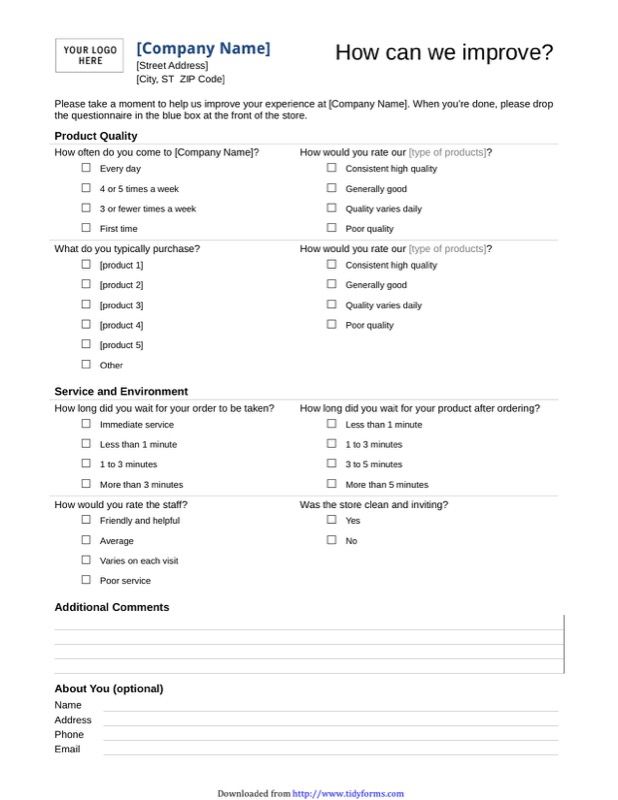 YOUR LOGO
HERE
[Company Name]
[Street Address]
[City, ST  ZIP Code]
How can we improve?
Please take a moment to help us improve your experience at [Company Name]. When you're done, please drop
the questionnaire in the blue box at the front of the store.
Product Quality
How often do you come to [Company Name]?
Every day
4 or 5 times a week
3 or fewer times a week
First time
How would you rate our [type of products]?
Consistent high quality
Generally good
Quality varies daily
Poor quality
What do you typically purchase?
[product 1]
[product 2]
[product 3]
[product 4]
[product 5]
Other
How would you rate our [type of products]?
Consistent high quality
Generally good
Quality varies daily
Poor quality
Service and Environment
How long did you wait for your order to be taken?
Immediate service
Less than 1 minute
1 to 3 minutes
More than 3 minutes
How long did you wait for your product after ordering?
Less than 1 minute
1 to 3 minutes
3 to 5 minutes
More than 5 minutes
How would you rate the staff?
Friendly and helpful
Average
Varies on each visit
Poor service
Was the store clean and inviting?
Yes
No
Additional Comments
About You (optional)
Name
Address
Phone
Email
Downloaded from http://www.tidyforms.com